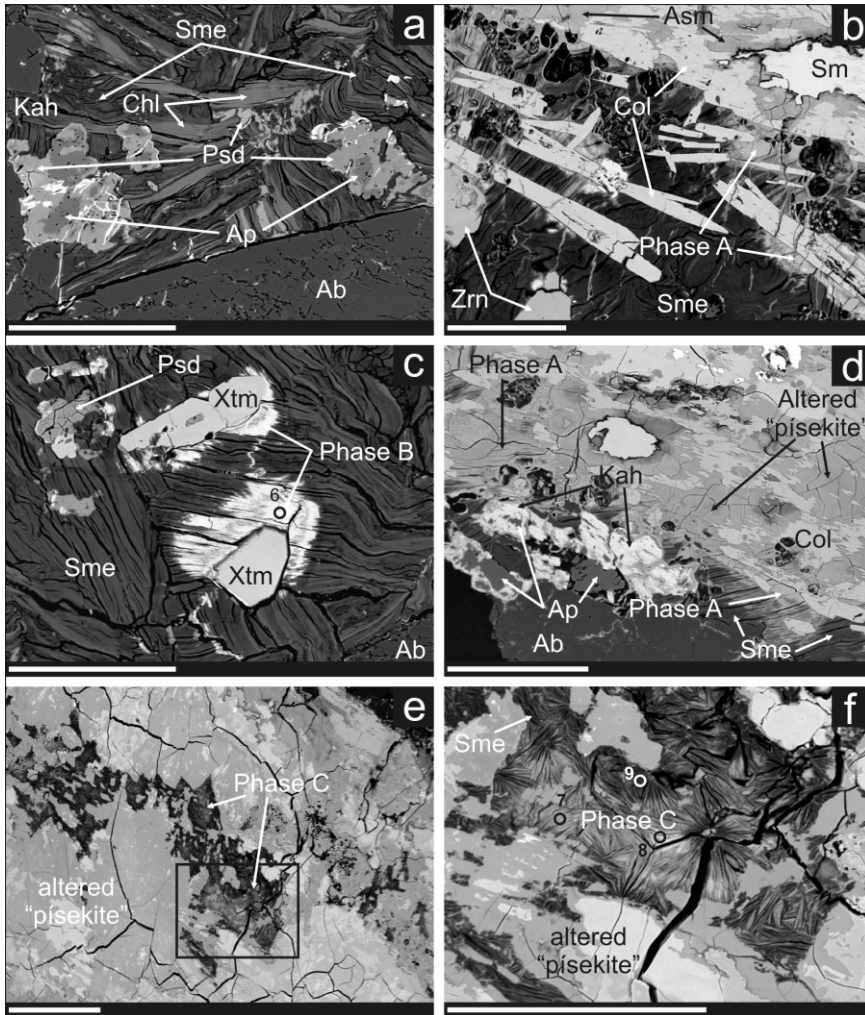 a
Sme
Kah
Chl
Psd
Ap
Ab
b
Asm
Sm
Col
Phase A
Zrn
Sme
c
Psd
Xtm
Phase B
6
Sme
Xtm
Ab
d
Phase A
Altered
"písekite"
Kah
Col
Ap
Phase A
Ab
Sme
e
Phase C
altered
"písekite"
f
Sme
9
7
Phase C
8
altered
"písekite"